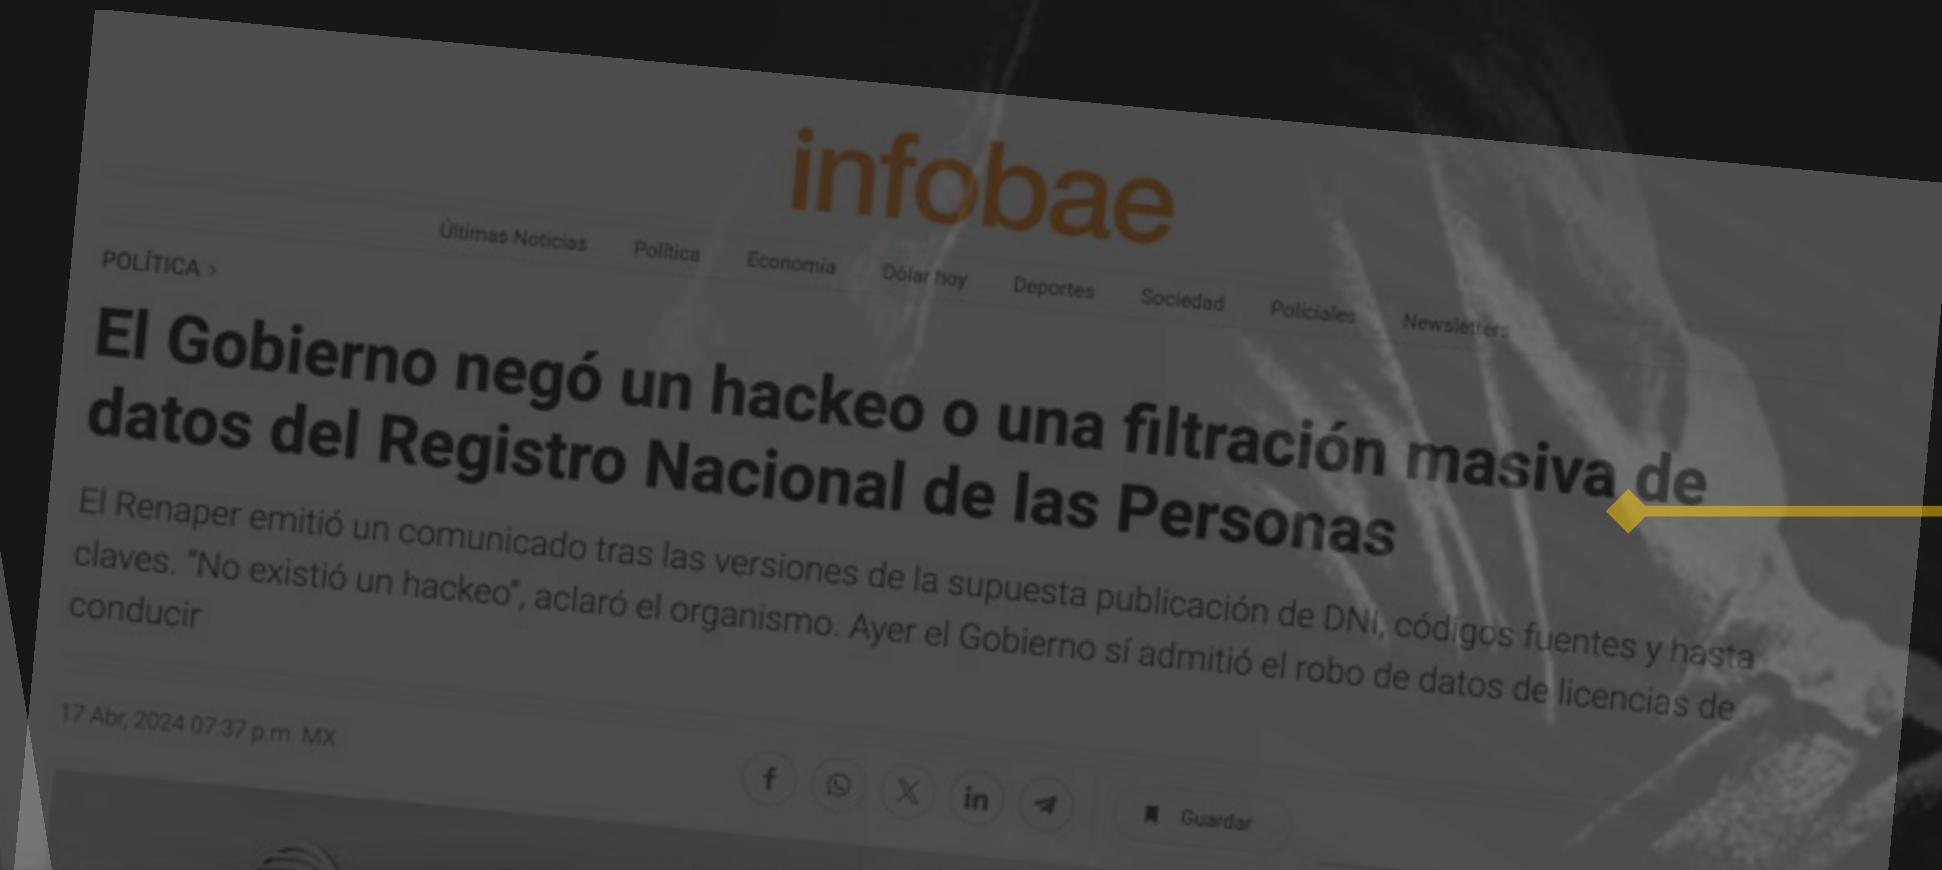 infobae
Últimas Noticias Política Economía Dólar hoy Deportes Sociedad Policiales Newsletters
POLÍTICA >
El Gobierno negó un hackeo o una filtración masiva de
datos del Registro Nacional de las Personas
El Renaper emitió un comunicado tras las versiones de la supuesta publicación de DNI, códigos fuentes y hasta
claves. "No existió un hackeo", aclaró el organismo. Ayer el Gobierno sí admitió el robo de datos de licencias de
conducir
17 Abr, 2024 07:37 p.m. MX
Guardar